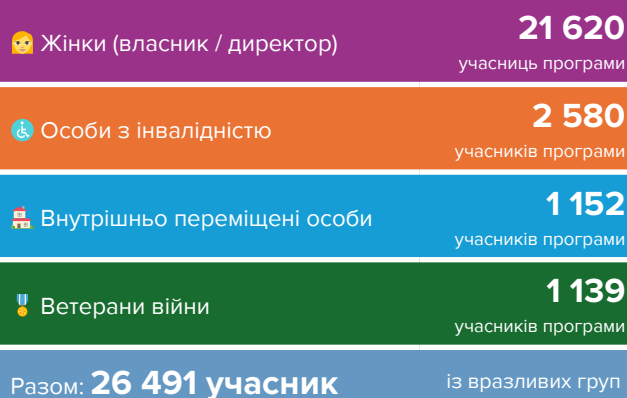 Жінки (власник / директор)
21 620
учасниць програми
Особи з інвалідністю
2 580
учасників програми
Внутрішньо переміщені особи
1 152
учасників програми
Ветерани війни
1 139
учасників програми
Разом: 26 491 учасник
із вразливих груп